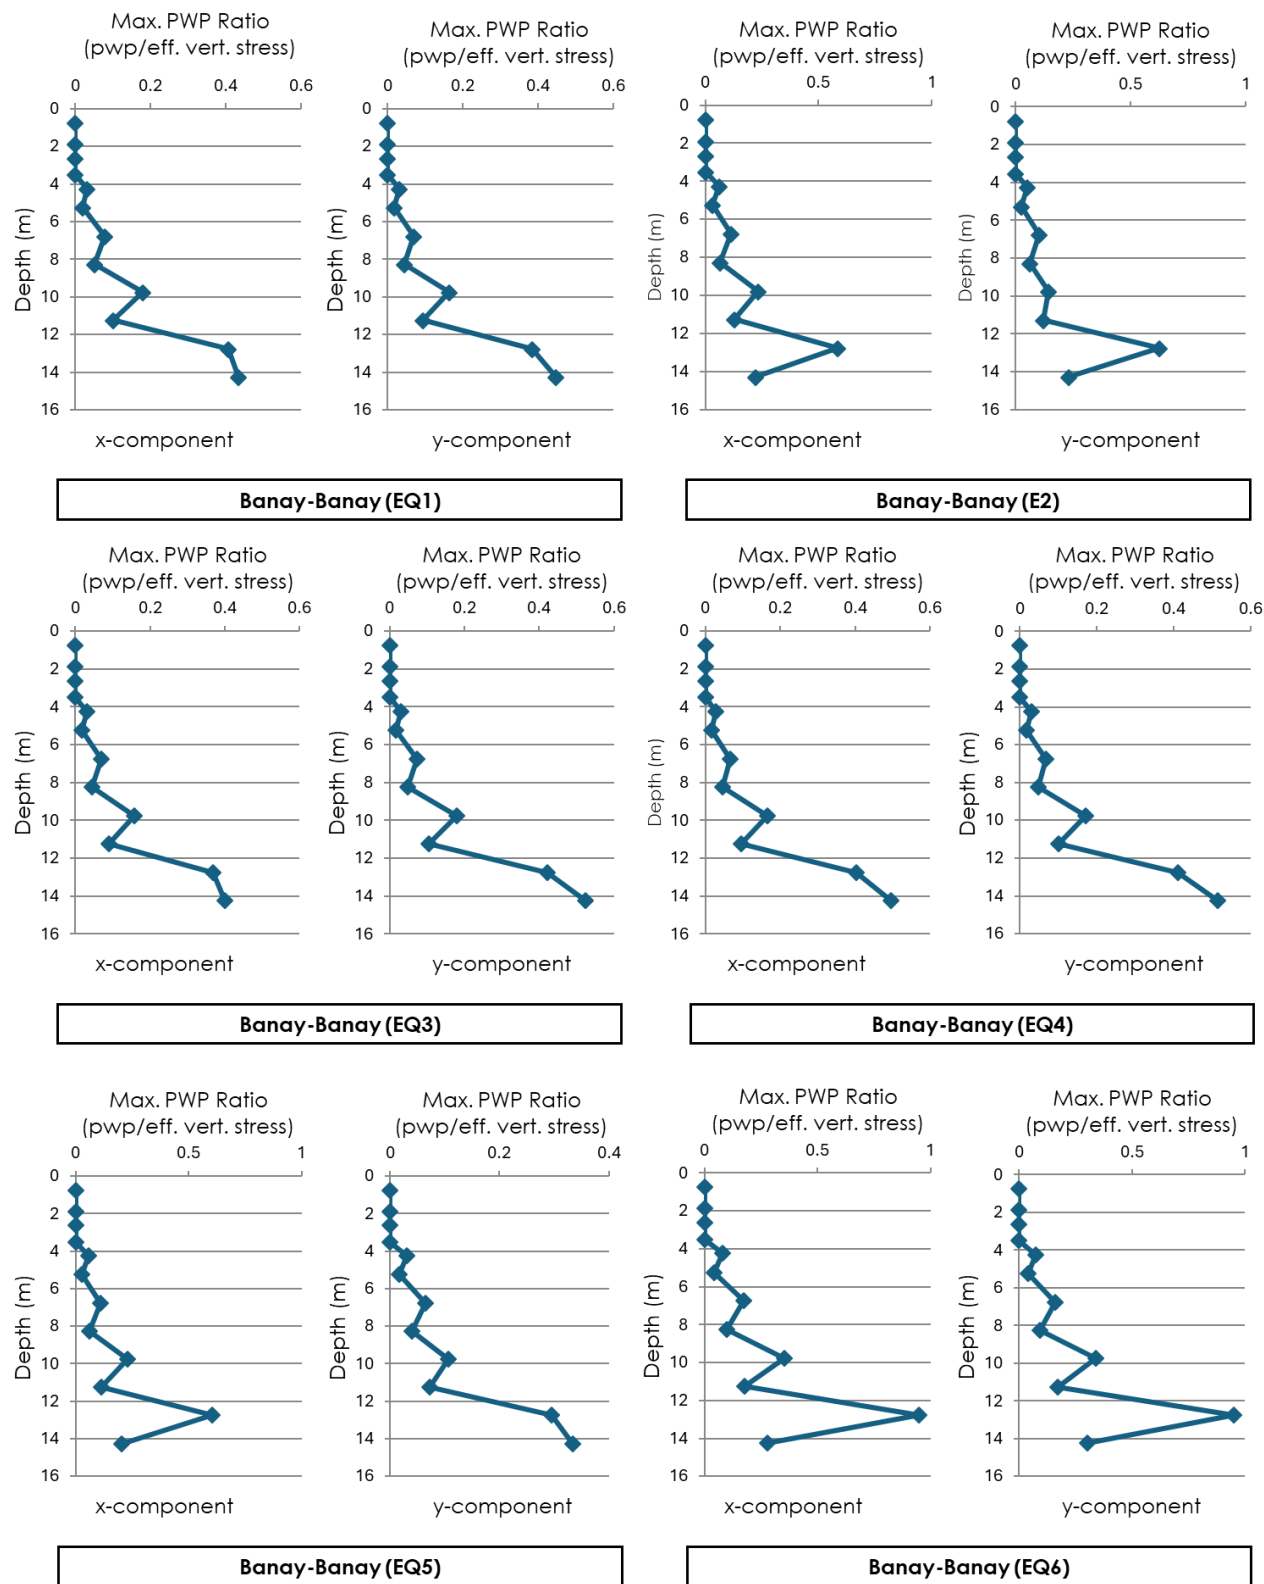 Max. PWP Ratio
(pwp/eff. vert. stress)
0 0.2 0.4 0.6
0
2
4
6
8
10
12
14
16
Depth (m)
x-component
Max. PWP Ratio
(pwp/eff. vert. stress)
0 0.2 0.4 0.6
0
2
4
6
8
10
12
14
16
Depth (m)
y-component
Banay-Banay (EQ1)
Max. PWP Ratio
(pwp/eff. vert. stress)
0 0.5 1
0
2
4
6
8
10
12
14
16
Depth (m)
x-component
Max. PWP Ratio
(pwp/eff. vert. stress)
0 0.5 1
0
2
4
6
8
10
12
14
16
Depth (m)
y-component
Banay-Banay (E2)
Max. PWP Ratio
(pwp/eff. vert. stress)
0 0.2 0.4 0.6
0
2
4
6
8
10
12
14
16
Depth (m)
x-component
Max. PWP Ratio
(pwp/eff. vert. stress)
0 0.2 0.4 0.6
0
2
4
6
8
10
12
14
16
Depth (m)
y-component
Banay-Banay (EQ3)
Max. PWP Ratio
(pwp/eff. vert. stress)
0 0.2 0.4 0.6
0
2
4
6
8
10
12
14
16
Depth (m)
x-component
Max. PWP Ratio
(pwp/eff. vert. stress)
0 0.2 0.4 0.6
0
2
4
6
8
10
12
14
16
Depth (m)
y-component
Banay-Banay (EQ4)
Max. PWP Ratio
(pwp/eff. vert. stress)
0 0.5 1
0
2
4
6
8
10
12
14
16
Depth (m)
x-component
Max. PWP Ratio
(pwp/eff. vert. stress)
0 0.2 0.4
0
2
4
6
8
10
12
14
16
Depth (m)
y-component
Banay-Banay (EQ5)
Max. PWP Ratio
(pwp/eff. vert. stress)
0 0.5 1
0
2
4
6
8
10
12
14
16
Depth (m)
x-component
Max. PWP Ratio
(pwp/eff. vert. stress)
0 0.5 1
0
2
4
6
8
10
12
14
16
Depth (m)
y-component
Banay-Banay (EQ6)